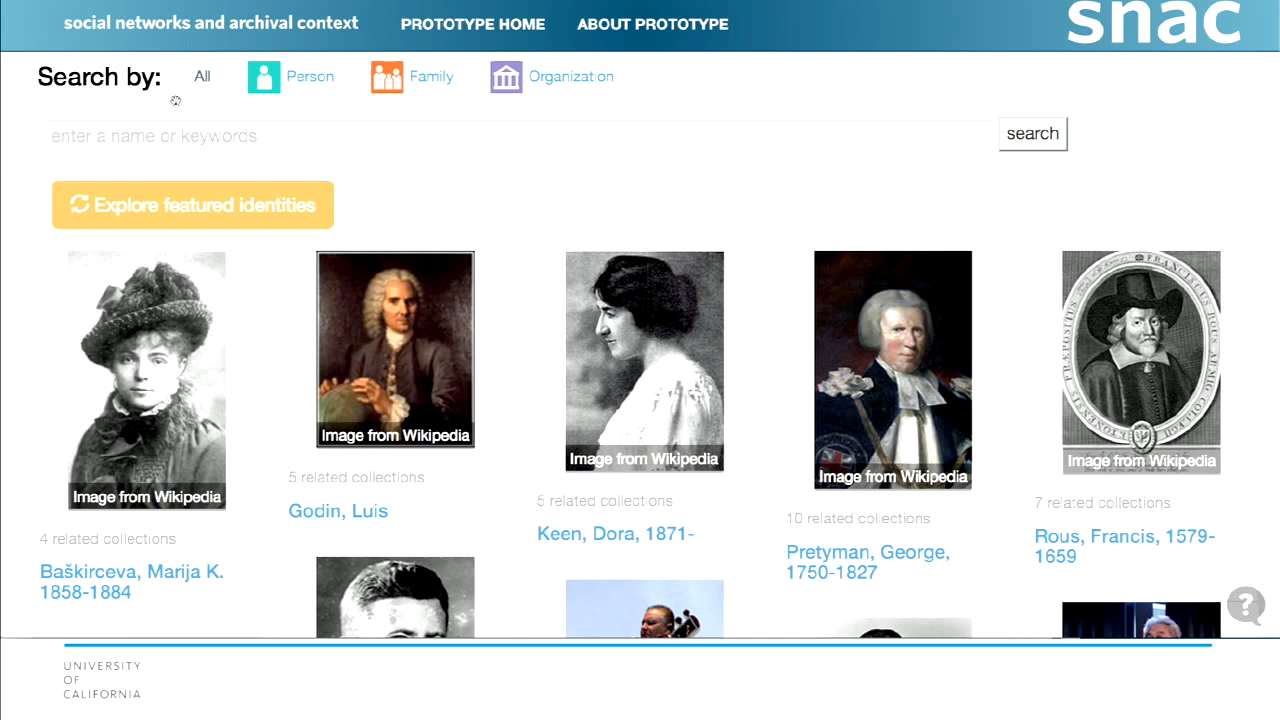 social networks and archival context
PROTOTYPE HOME
ABOUT PROTOTYPE
snac
Search by:
All
Person
Family
Organization
enter a name or keywords
search
Explore featured identities
Image from Wikipedia
4 related collections
Baškirceva, Marija K.
1858-1884
Image from Wikipedia
5 related collections
Godin, Luis
Image from Wikipedia
5 related collections
Keen, Dora, 1871-
Image from Wikipedia
10 related collections
Pretyman, George,
1750-1827
Image from Wikipedia
7 related collections
Rous, Francis, 1579-
1659
?
UNIVERSITY
OF
CALIFORNIA